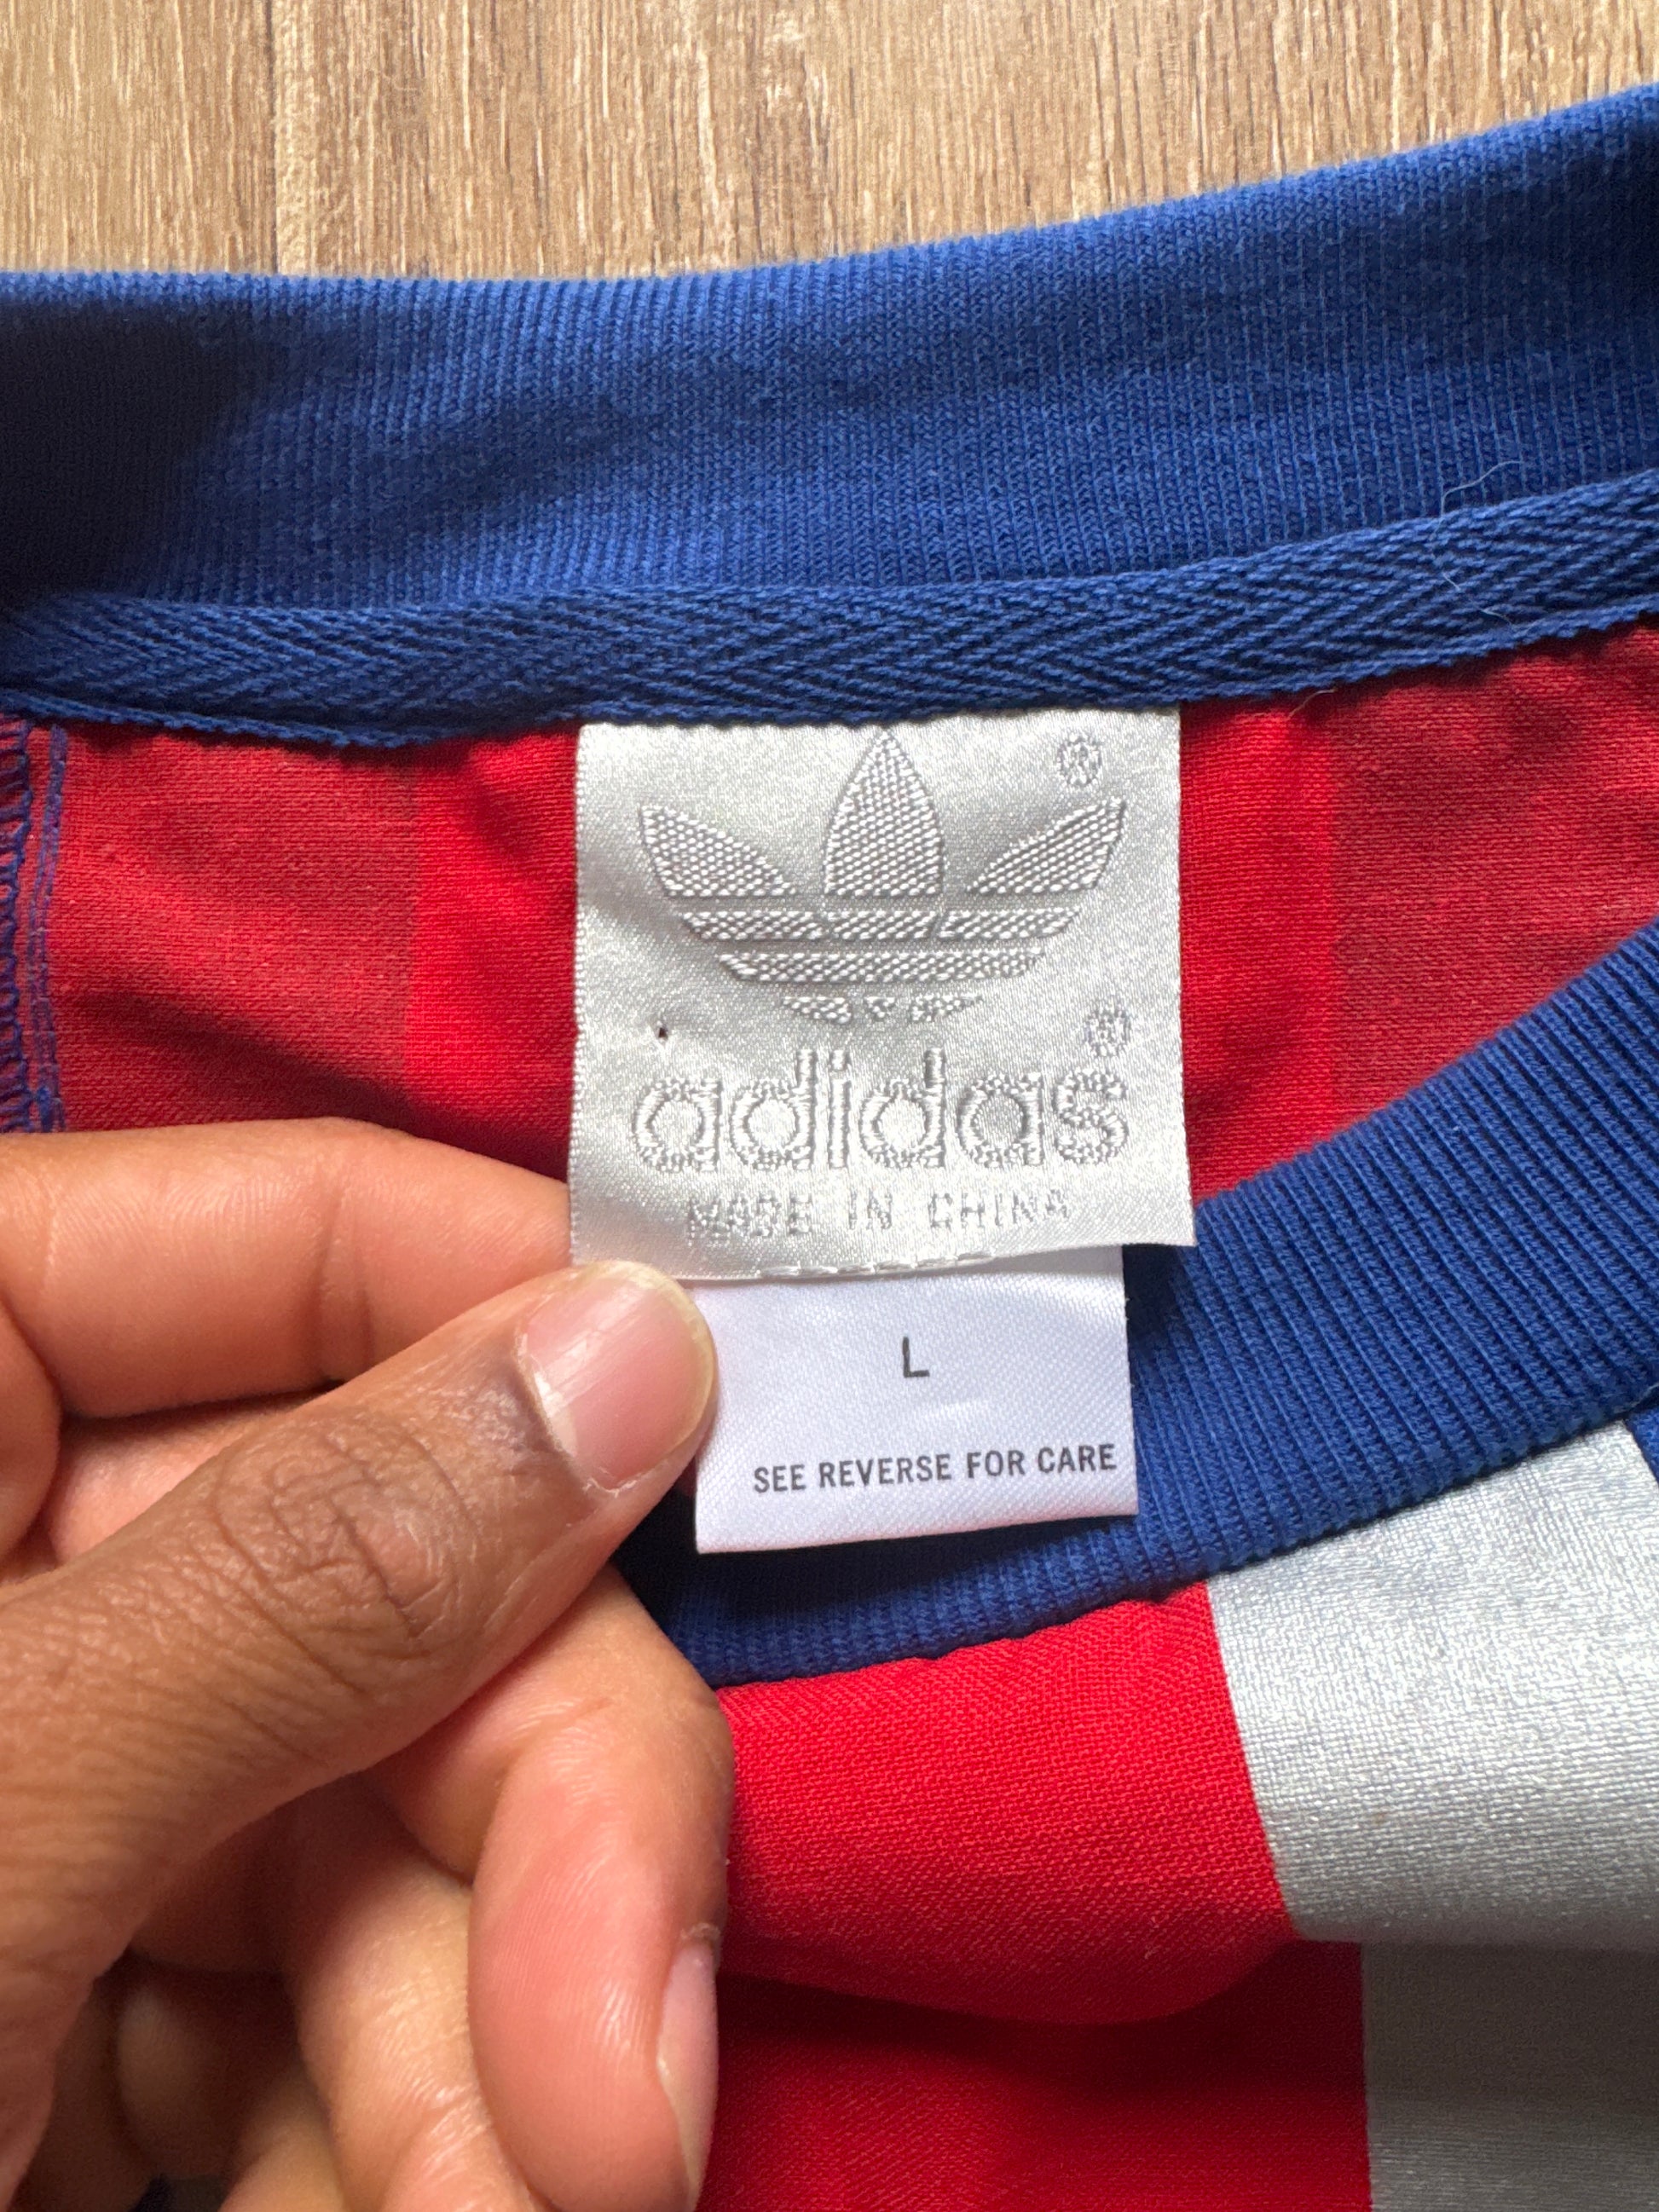 ®
®
adidas
MADE IN CHINA
L
SEE REVERSE FOR CARE